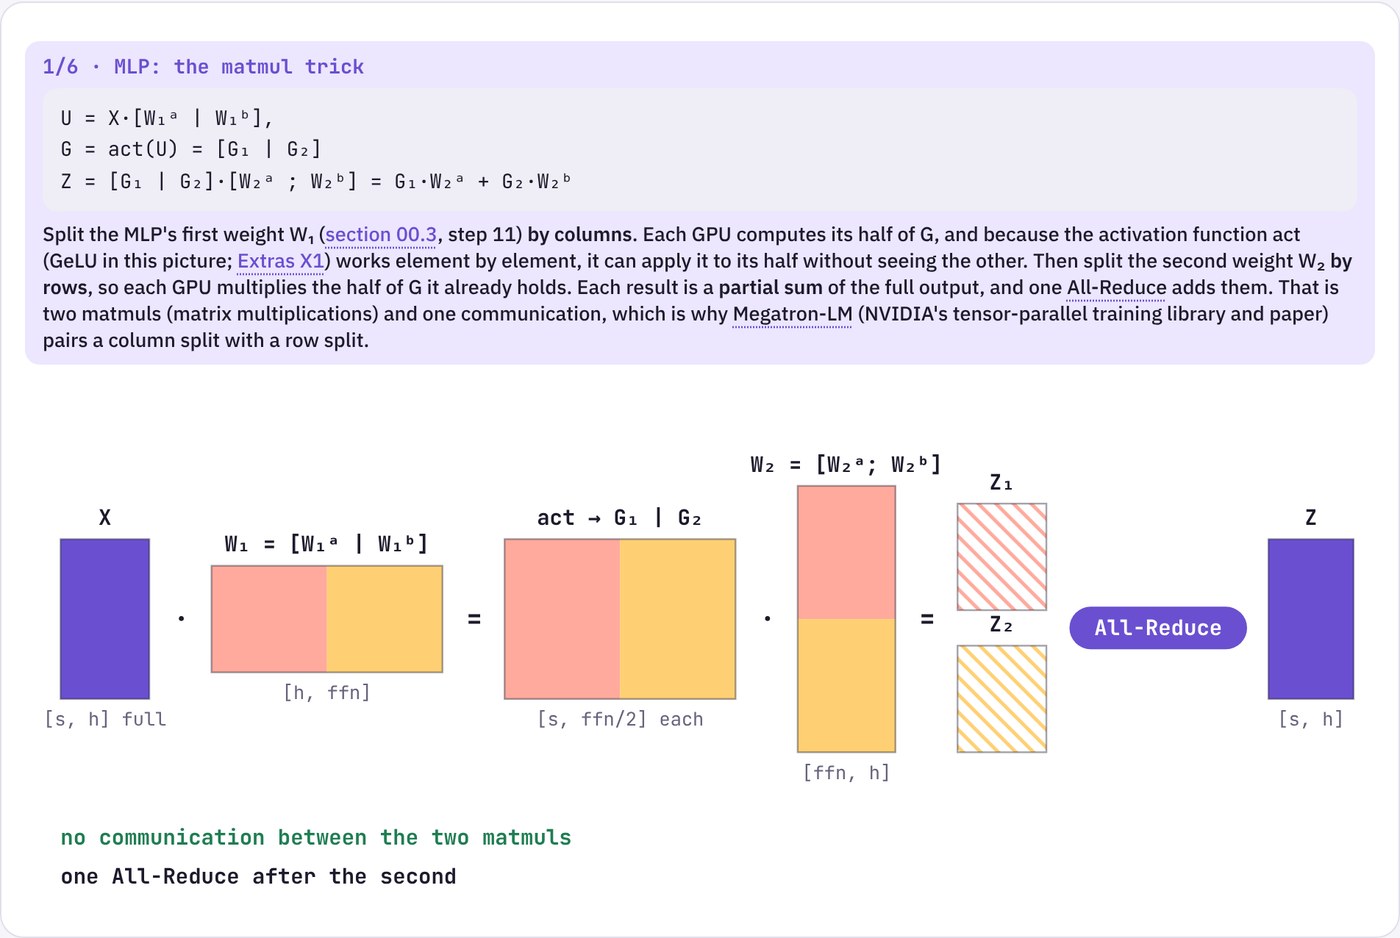 1/6 · MLP: the matmul trick
U = X·[W₁ᵃ | W₁ᵇ],
G = act(U) = [G₁ | G₂]
Z = [G₁ | G₂]·[W₂ᵃ ; W₂ᵇ] = G₁·W₂ᵃ + G₂·W₂ᵇ
Split the MLP's first weight W₁ (section 00.3, step 11) by columns. Each GPU computes its half of G, and because the activation function act
(GeLU in this picture; Extras X1) works element by element, it can apply it to its half without seeing the other. Then split the second weight W₂ by
rows, so each GPU multiplies the half of G it already holds. Each result is a partial sum of the full output, and one All-Reduce adds them. That is
two matmuls (matrix multiplications) and one communication, which is why Megatron-LM (NVIDIA's tensor-parallel training library and paper)
pairs a column split with a row split.
X
[s, h] full
·
W₁ = [W₁ᵃ | W₁ᵇ]
[h, ffn]
=
act → G₁ | G₂
[s, ffn/2] each
·
W₂ = [W₂ᵃ; W₂ᵇ]
[ffn, h]
=
Z₁
Z₂
All-Reduce
Z
[s, h]
no communication between the two matmuls
one All-Reduce after the second